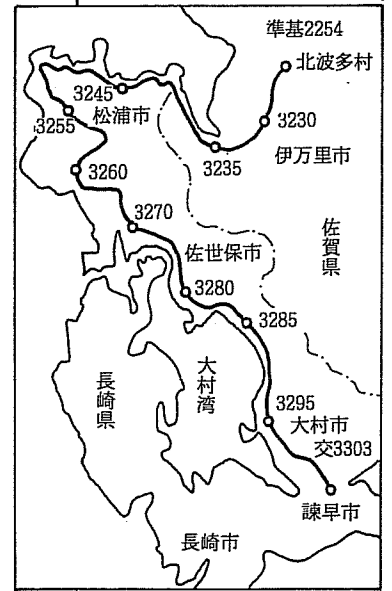 準基2254
北波多村
3245
松浦市
3255
3230
3235
伊万里市
3260
3270
佐世保市
佐賀県
3280
3285
大村湾
長崎県
3295
大村市
交3303
諫早市
長崎市